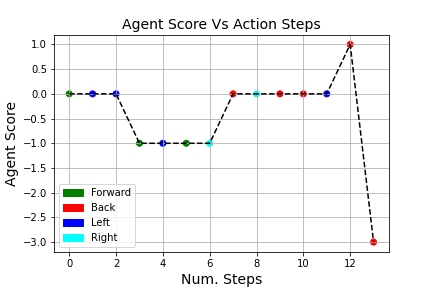 Agent Score Vs Action Steps
1.0
0.5
0.0
−0.5
−1.0
−1.5
−2.0
−2.5
−3.0
Agent Score
Forward
Back
Left
Right
0 2 4 6 8 10 12
Num. Steps